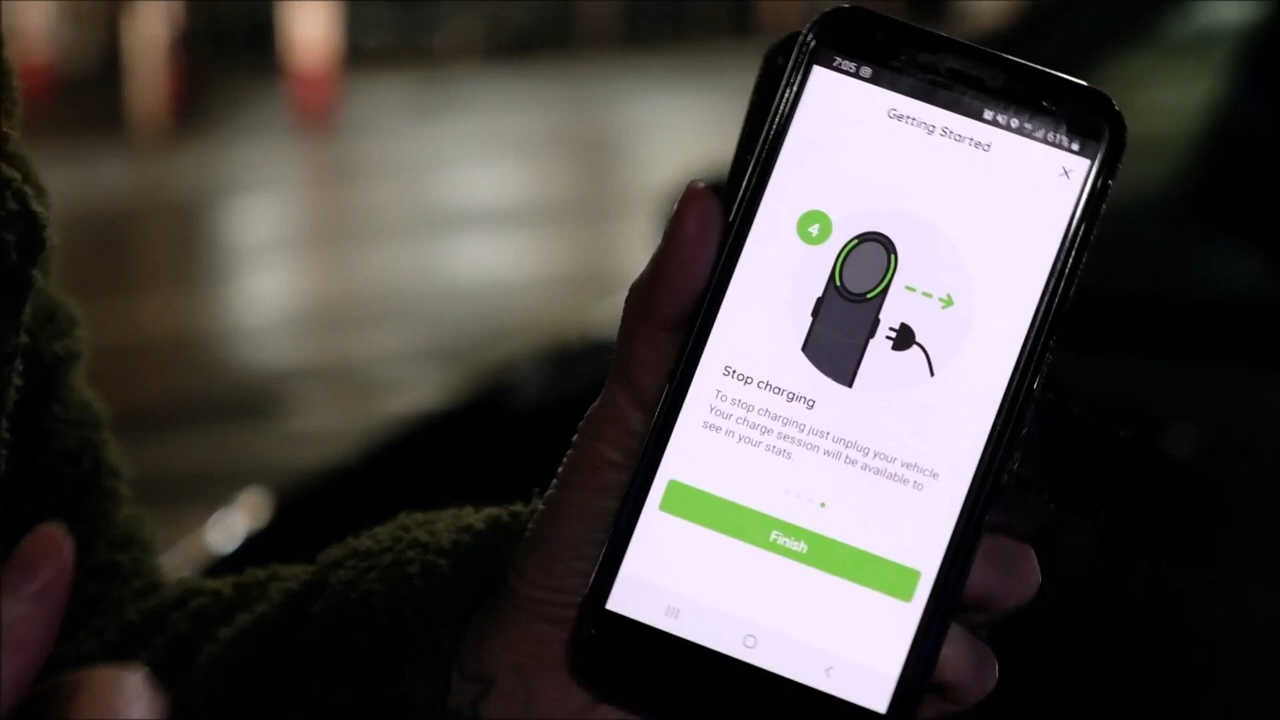 7:05
61%
Getting Started
4
Stop charging
To stop charging just unplug your vehicle.
Your charge session will be available to
see in your stats.
Finish